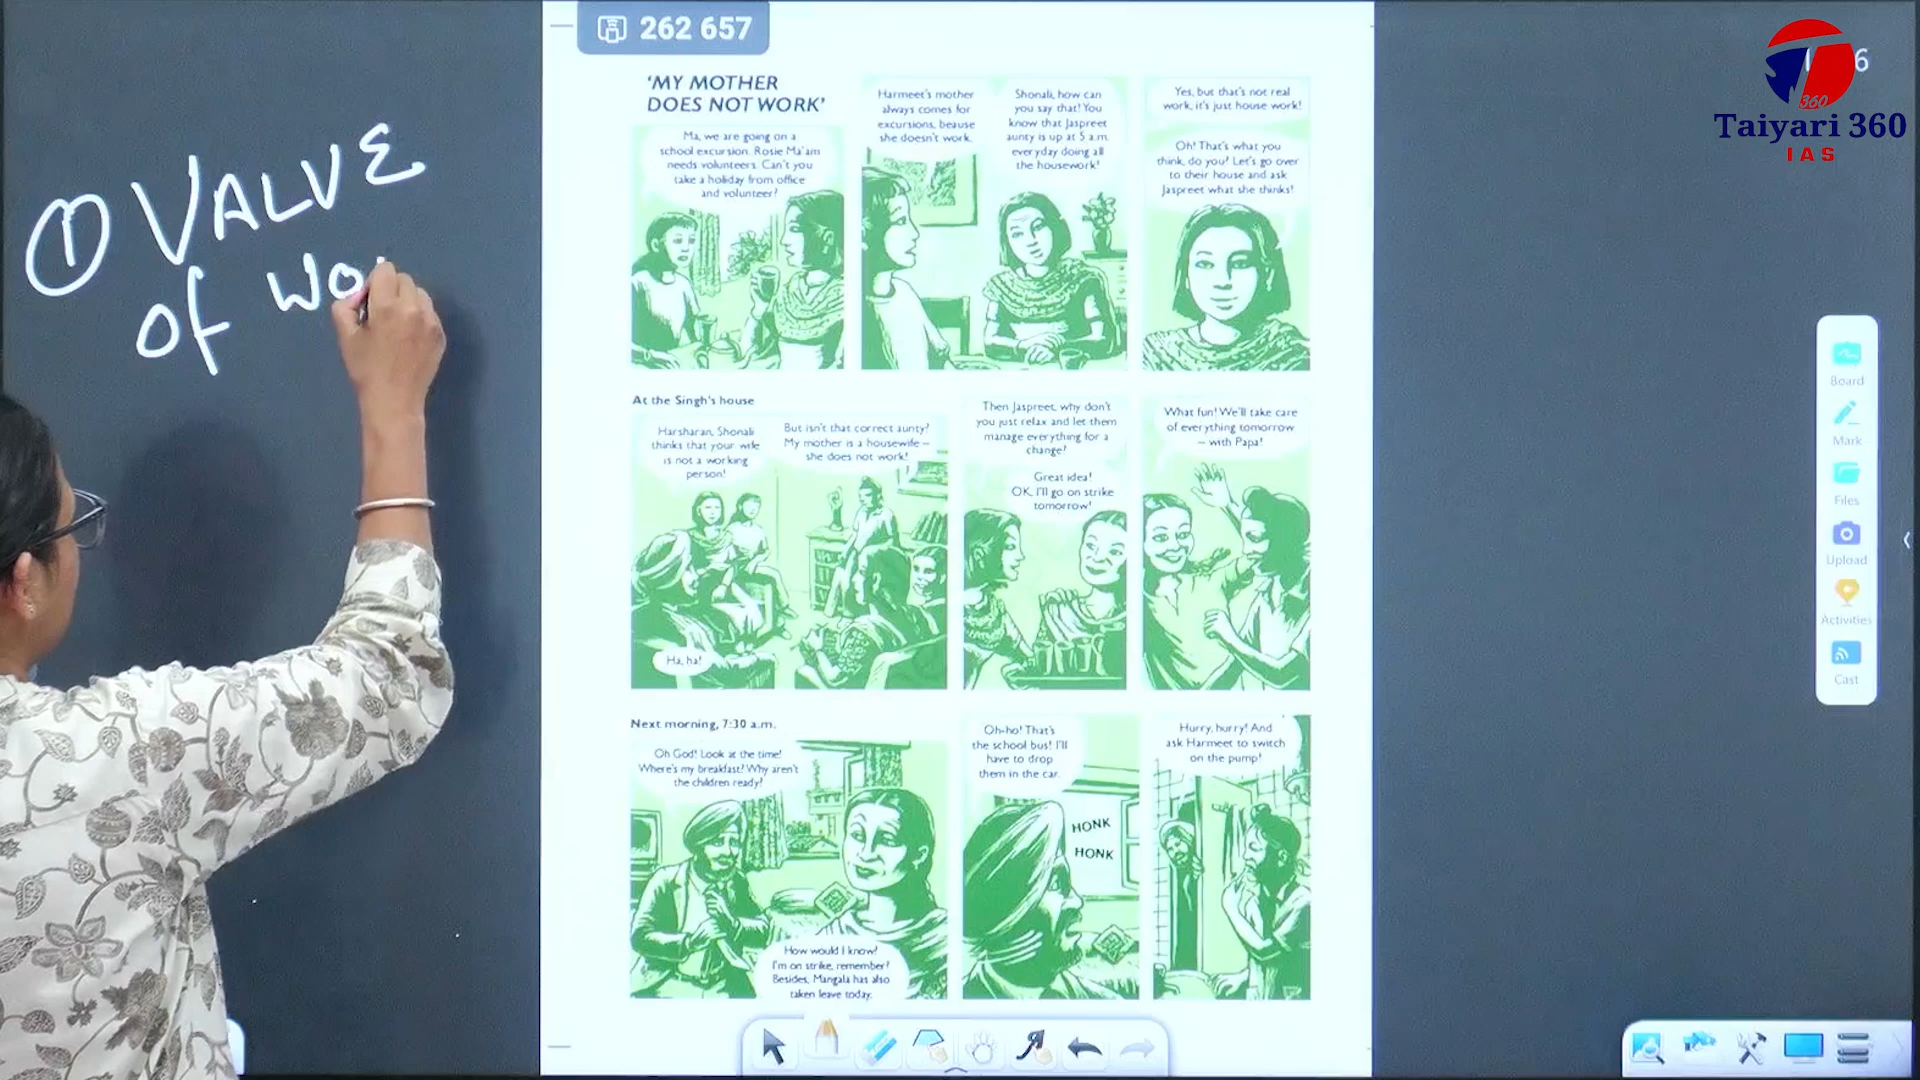 262 657
360
Taiyari 360
IAS
6
① VALVE
of WO
'MY MOTHER
DOES NOT WORK'
Ma, we are going on a
school excursion. Rosie Ma'am
needs volunteers. Can't you
take a holiday from office
and volunteer?
Harmeet's mother
always comes for
excursions, beause
she doesn't work.
Shonali, how can
you say that! You
know that Jaspreet
aunty is up at 5 a.m.
everyday doing all
the housework!
Yes, but that's not real
work, it's just house work!
Oh! That's what you
think, do you? Let's go over
to their house and ask
Jaspreet what she thinks!
At the Singh's house
Harsharan, Shonali
thinks that your wife
is not a working
person!
But isn't that correct aunty?
My mother is a housewife –
she does not work!
Ha, ha!
Then Jaspreet, why don't
you just relax and let them
manage everything for a
change?
Great idea!
OK, I'll go on strike
tomorrow!
What fun! We'll take care
of everything tomorrow
– with Papa!
Next morning, 7:30 a.m.
Oh God! Look at the time!
Where's my breakfast? Why aren't
the children ready?
How would I know?
I'm on strike, remember?
Besides, Mangala has also
taken leave today.
Oh-ho! That's
the school bus! I'll
have to drop
them in the car.
HONK
HONK
Hurry, hurry! And
ask Harmeet to switch
on the pump!
Board
Mark
Files
Upload
Activities
Cast